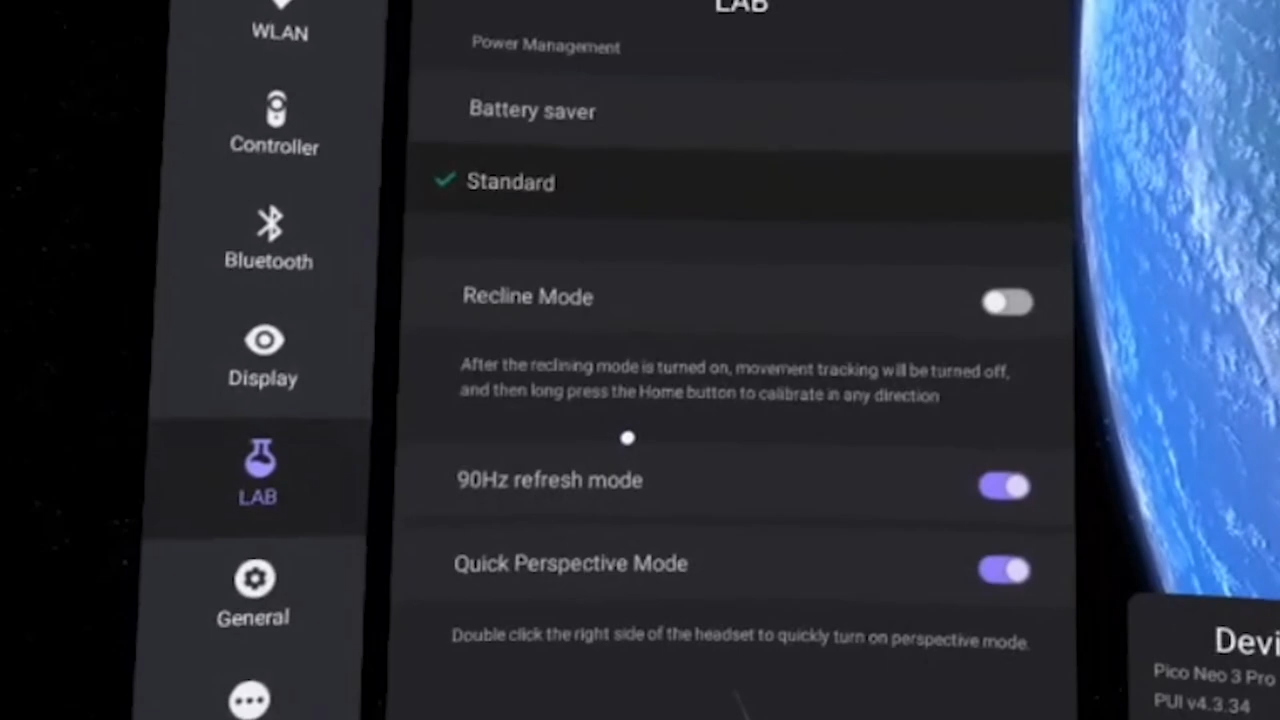 LAB
WLAN
Power Management
Battery saver
Controller
Standard
Bluetooth
Recline Mode
After the reclining mode is turned on, movement tracking will be turned off,
and then long press the Home button to calibrate in any direction
Display
90Hz refresh mode
LAB
Quick Perspective Mode
General
Double click the right side of the headset to quickly turn on perspective mode.
Devi
Pico Neo 3 Pro
PUI v4.3.34